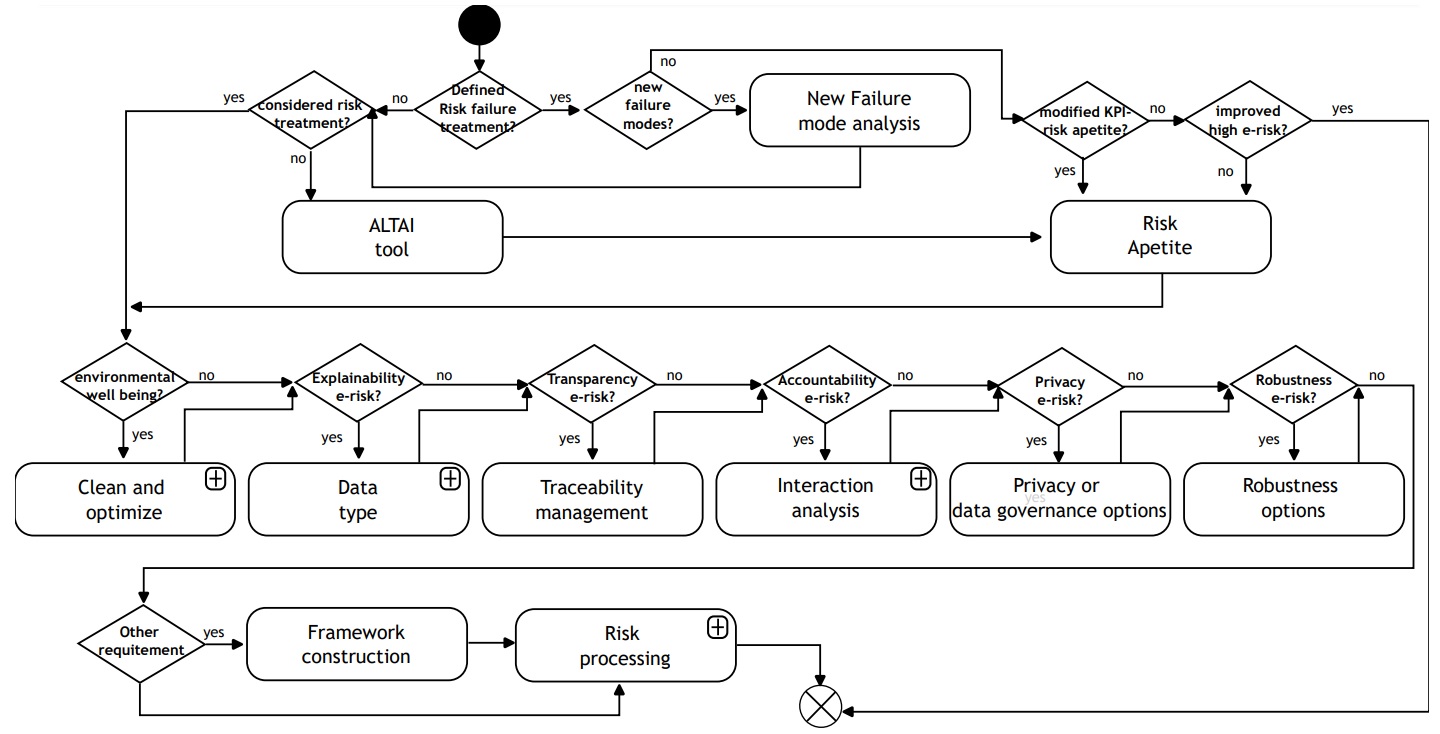 no
yes
considered risk
treatment?
no
Defined
Risk failure
treatment?
yes
new
failure
modes?
yes
New Failure
mode analysis
modified KPI-
risk apetite?
no
improved
high e-risk?
yes
no
yes
no
ALTAI
tool
Risk
Apetite
environmental
well being?
no
Explainability
e-risk?
no
Transparency
e-risk?
no
Accountability
e-risk?
no
Privacy
e-risk?
no
Robustness
e-risk?
no
yes
yes
yes
yes
yes
yes
Clean and
optimize
Data
type
Traceability
management
Interaction
analysis
Privacy or
yes
data governance options
Robustness
options
Other
requitement
yes
Framework
construction
Risk
processing